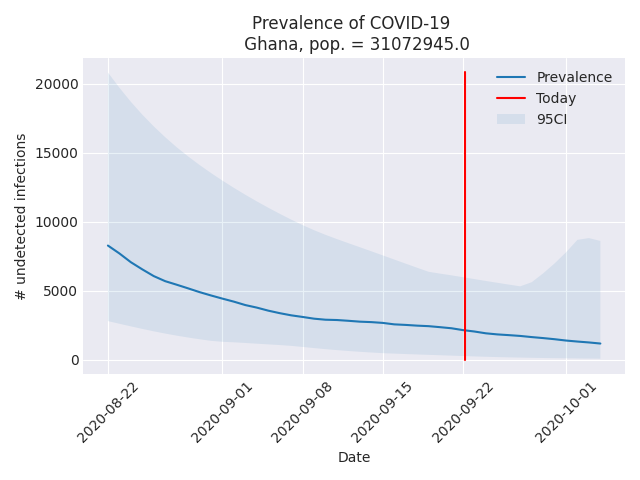 Prevalence of COVID-19
Ghana, pop. = 31072945.0
Prevalence
Today
95CI
20000
15000
10000
5000
0
# undetected infections
2020-08-22
2020-09-01
2020-09-08
2020-09-15
2020-09-22
2020-10-01
Date